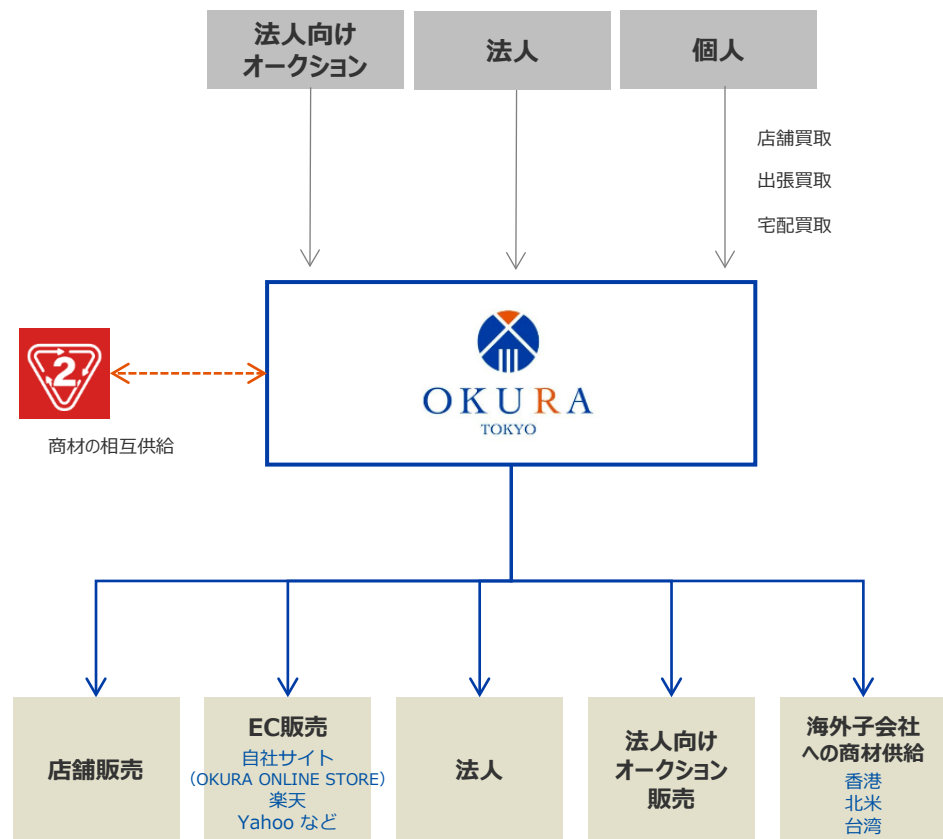 法人向け
オークション
法人
個人
店舗買取
出張買取
宅配買取
2
商材の相互供給
OKURA
TOKYO
店舗販売
EC販売
自社サイト
(OKURA ONLINE STORE)
楽天
Yahoo など
法人
法人向け
オークション
販売
海外子会社
への商材供給
香港
北米
台湾